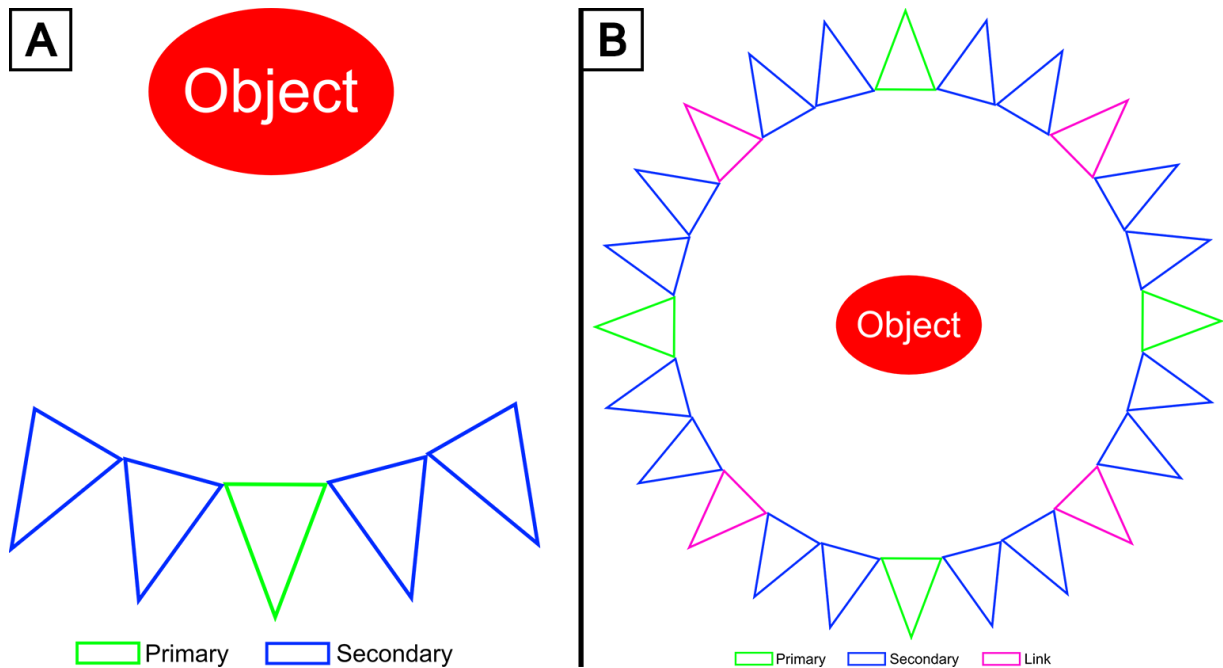 A
Object
Primary
Secondary
B
Object
Primary
Secondary
Link